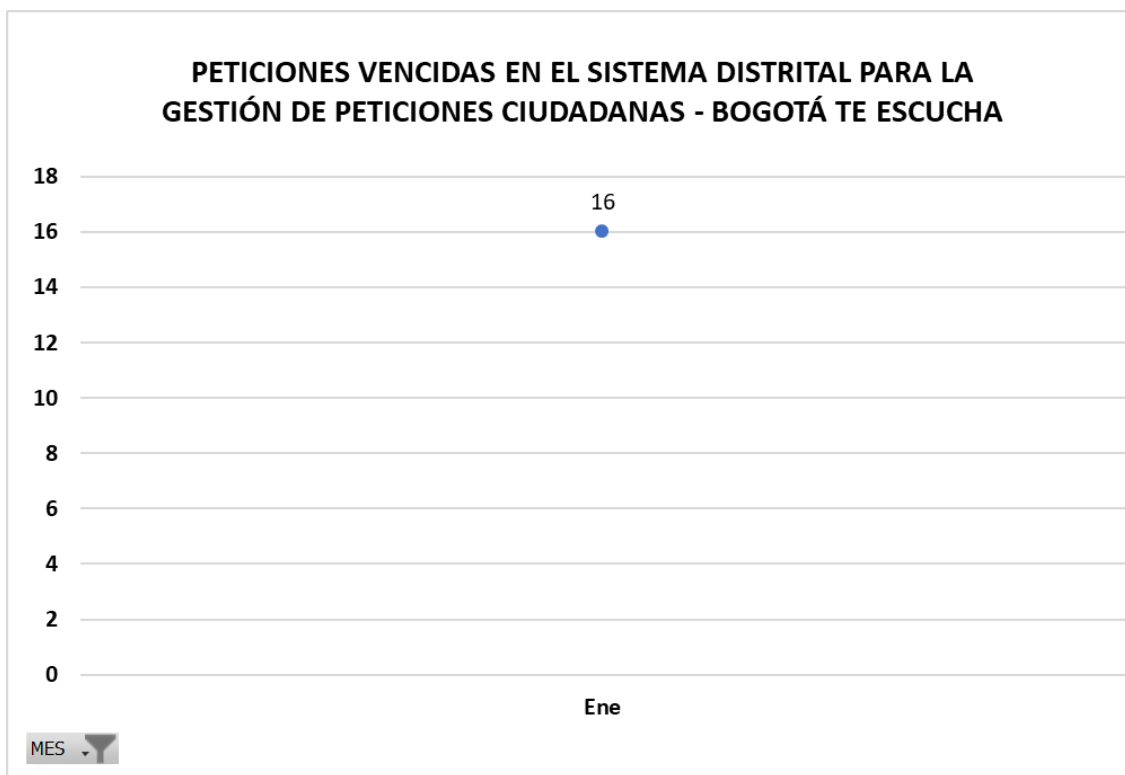 PETICIONES VENCIDAS EN EL SISTEMA DISTRITAL PARA LA
GESTIÓN DE PETICIONES CIUDADANAS - BOGOTÁ TE ESCUCHA
18
16
16
14
12
10
8
6
4
2
0
Ene
MES